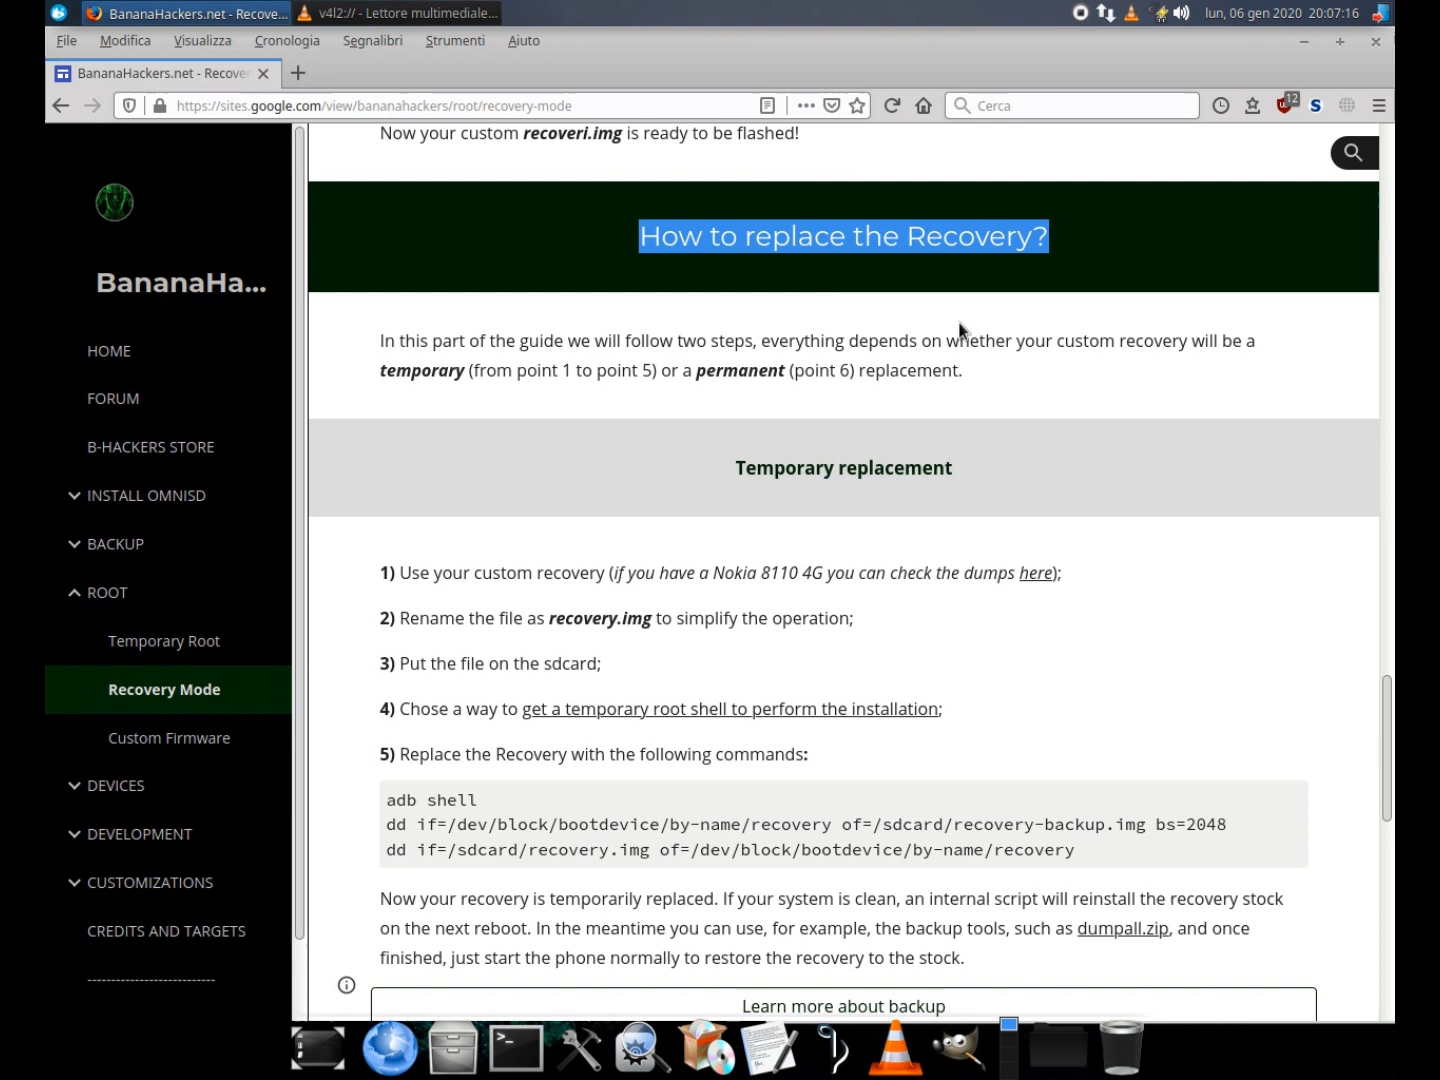 BananaHackers.net - Recove...
v4l2:// - Lettore multimediale...
lun, 06 gen 2020 20:07:16
File Modifica Visualizza Cronologia Segnalibri Strumenti Aiuto
BananaHackers.net - Recover
https://sites.google.com/view/bananahackers/root/recovery-mode
Cerca
12
S
BananaHa...
HOME
FORUM
B-HACKERS STORE
INSTALL OMNISD
BACKUP
ROOT
Temporary Root
Recovery Mode
Custom Firmware
DEVICES
DEVELOPMENT
CUSTOMIZATIONS
CREDITS AND TARGETS
--------------------------
Now your custom recoveri.img is ready to be flashed!
How to replace the Recovery?
In this part of the guide we will follow two steps, everything depends on whether your custom recovery will be a
temporary (from point 1 to point 5) or a permanent (point 6) replacement.
Temporary replacement
1) Use your custom recovery (if you have a Nokia 8110 4G you can check the dumps here);
2) Rename the file as recovery.img to simplify the operation;
3) Put the file on the sdcard;
4) Chose a way to get a temporary root shell to perform the installation;
5) Replace the Recovery with the following commands:
adb shell
dd if=/dev/block/bootdevice/by-name/recovery of=/sdcard/recovery-backup.img bs=2048
dd if=/sdcard/recovery.img of=/dev/block/bootdevice/by-name/recovery
Now your recovery is temporarily replaced. If your system is clean, an internal script will reinstall the recovery stock
on the next reboot. In the meantime you can use, for example, the backup tools, such as dumpall.zip, and once
finished, just start the phone normally to restore the recovery to the stock.
Learn more about backup